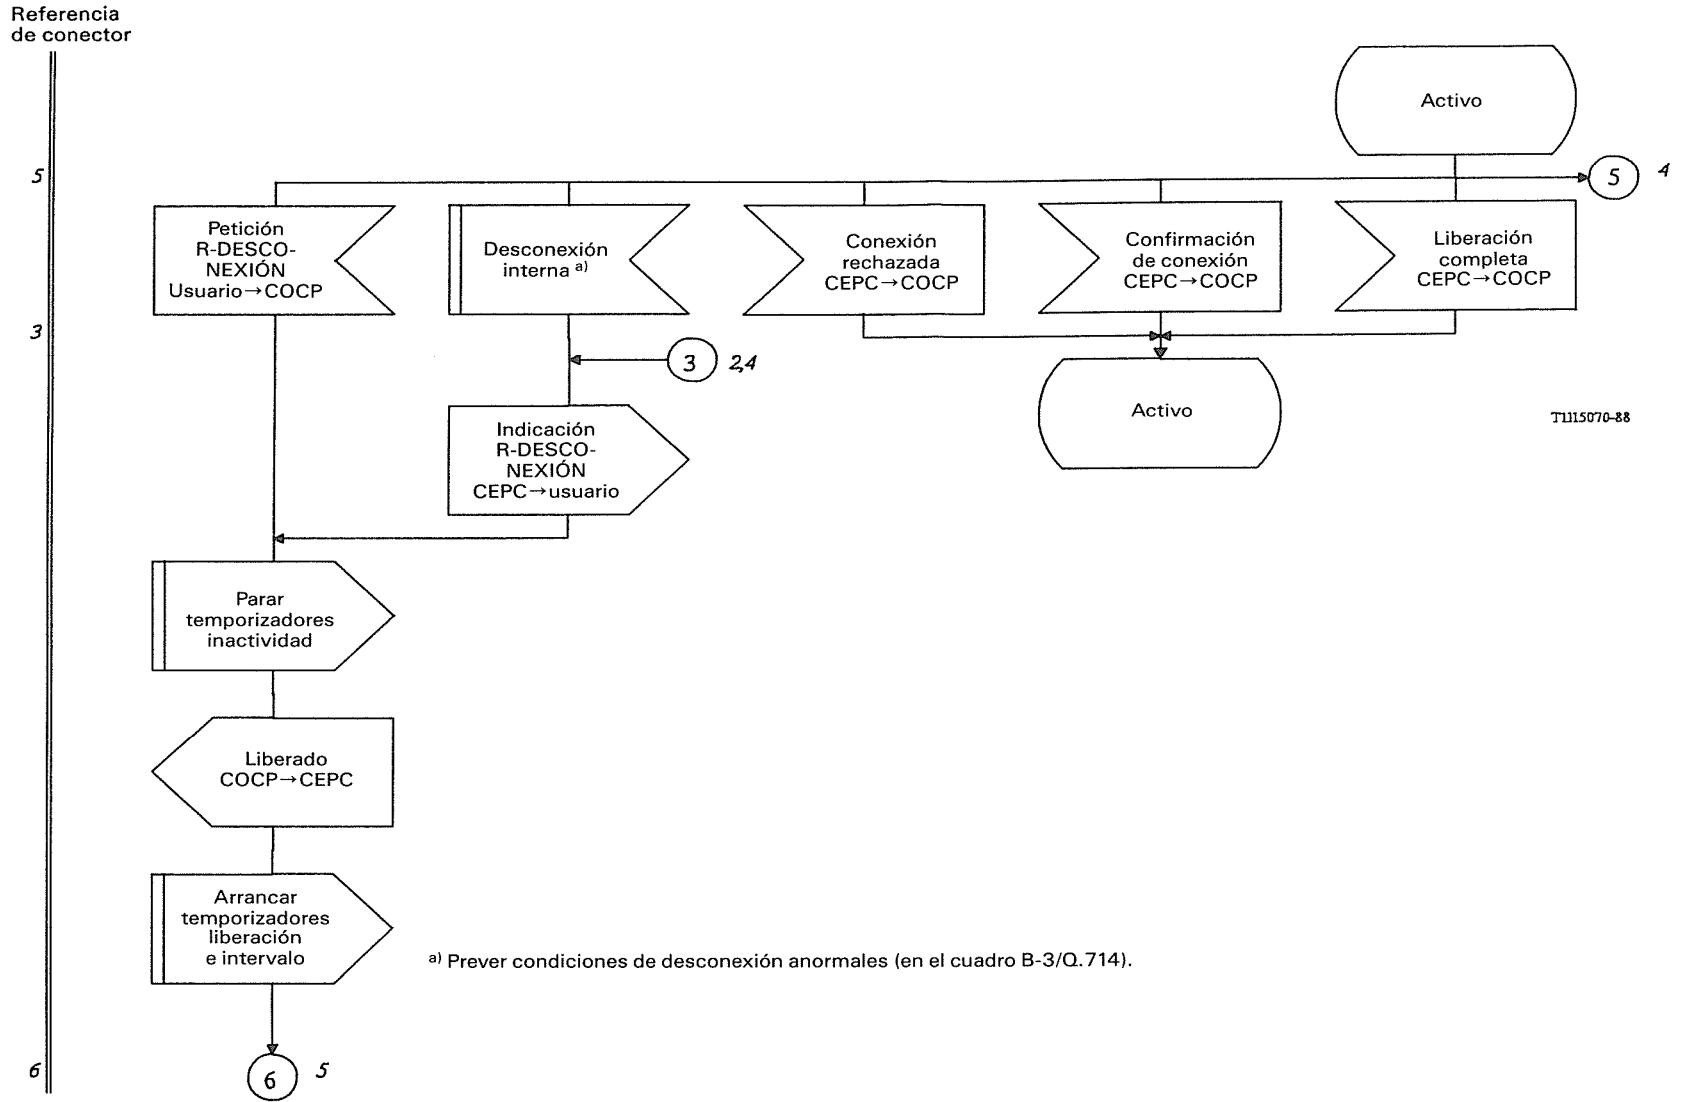 Referencia
de conector
Activo
5
5
4
Petición
R-DESCO-
NEXIÓN
Usuario→COCP
Desconexión
interna a)
Conexión
rechazada
CEPC→COCP
Confirmación
de conexión
CEPC→COCP
Liberación
completa
CEPC→COCP
3
3
2,4
Activo
T1115070-88
Indicación
R-DESCO-
NEXIÓN
CEPC→usuario
Parar
temporizadores
inactividad
Liberado
COCP→CEPC
Arrancar
temporizadores
liberación
e intervalo
a) Prever condiciones de desconexión anormales (en el cuadro B-3/Q.714).
6
6
5